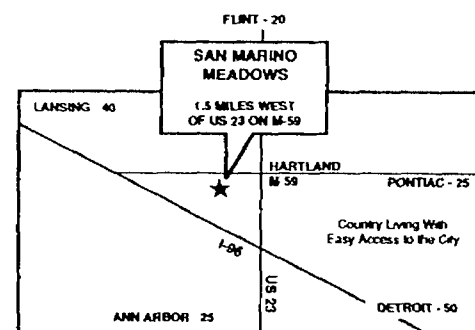 FLINT - 20
SAN MARINO
MEADOWS
1.5 MILES WEST
OF US 23 ON M-59
LANSING 40
HARTLAND
M-59
PONTIAC - 25
Country Living With
Easy Access to the City
I-96
US 23
DETROIT - 50
ANN ARBOR 25